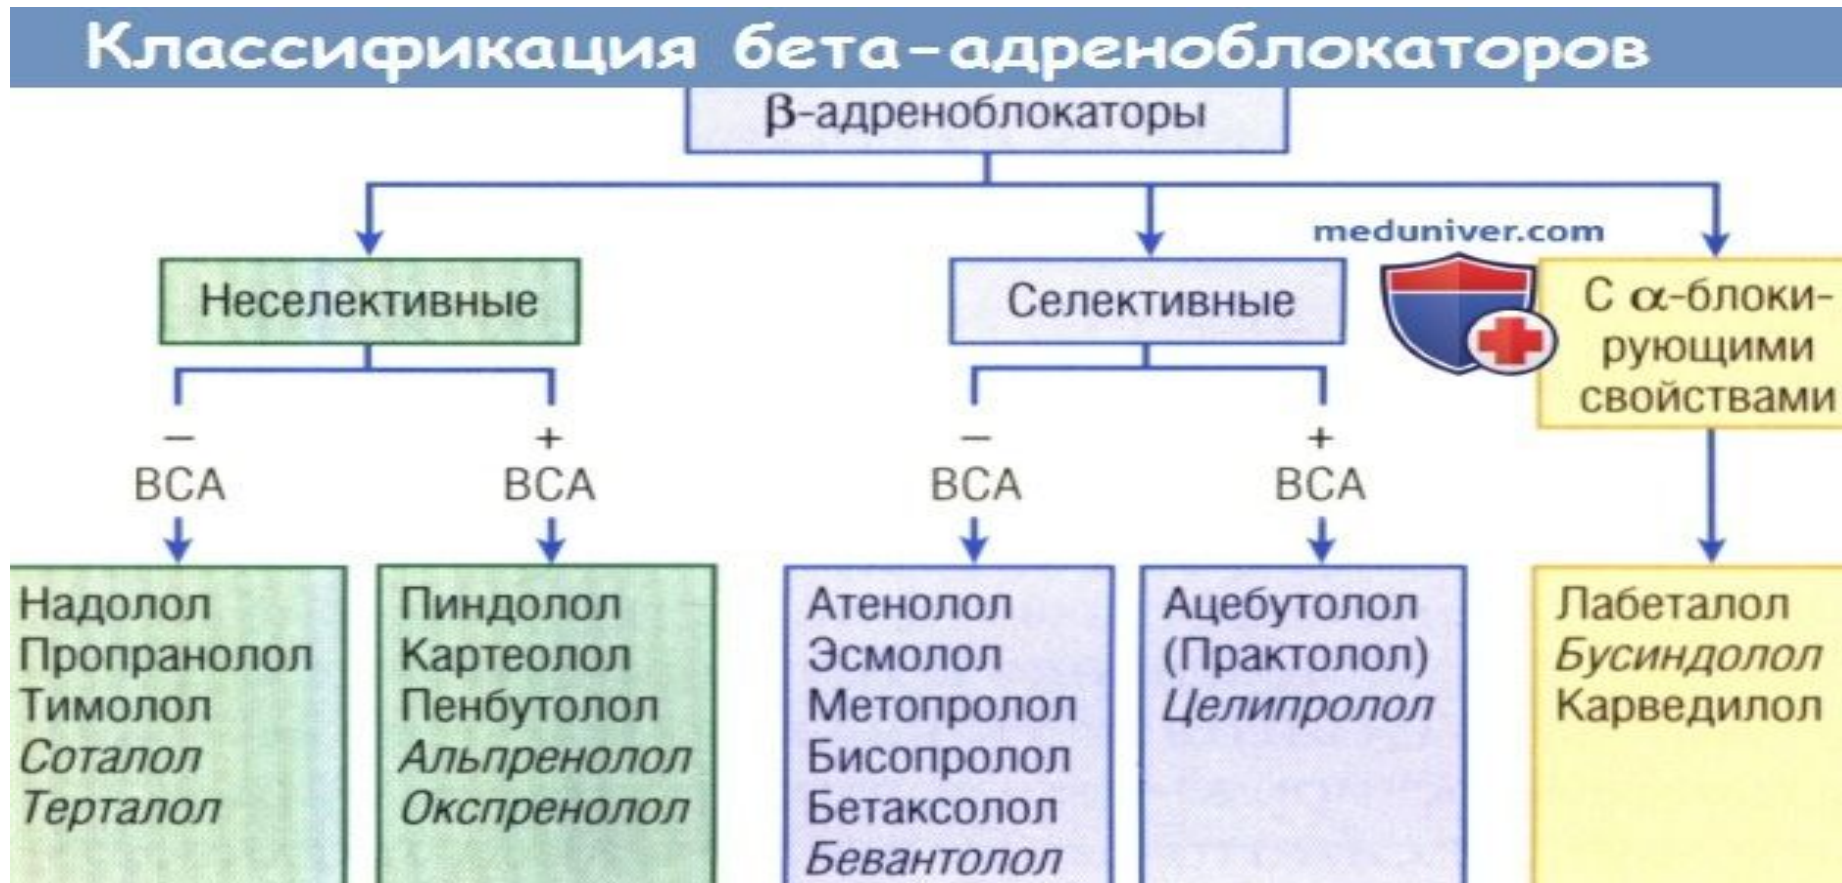 Классификация бета-адреноблокаторов
β-адреноблокаторы
meduniver.com
Неселективные
Селективные
С α-блоки-
рующими
свойствами
–
ВСА
+
ВСА
–
ВСА
+
ВСА
Надолол
Пропранолол
Тимолол
Соталол
Терталол
Пиндолол
Картеолол
Пенбутолол
Альпренолол
Окспренолол
Атенолол
Эсмолол
Метопролол
Бисопролол
Бетаксолол
Бевантолол
Ацебутолол
(Практолол)
Целипролол
Лабеталол
Бусиндолол
Карведилол